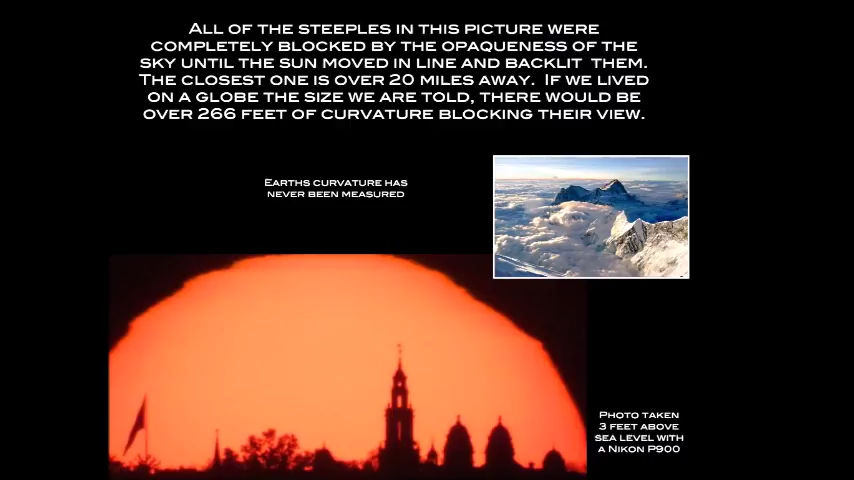 ALL OF THE STEEPLES IN THIS PICTURE WERE
COMPLETELY BLOCKED BY THE OPAQUENESS OF THE
SKY UNTIL THE SUN MOVED IN LINE AND BACKLIT THEM.
THE CLOSEST ONE IS OVER 20 MILES AWAY. IF WE LIVED
ON A GLOBE THE SIZE WE ARE TOLD, THERE WOULD BE
OVER 266 FEET OF CURVATURE BLOCKING THEIR VIEW.
EARTHS CURVATURE HAS
NEVER BEEN MEASURED
PHOTO TAKEN
3 FEET ABOVE
SEA LEVEL WITH
A NIKON P900